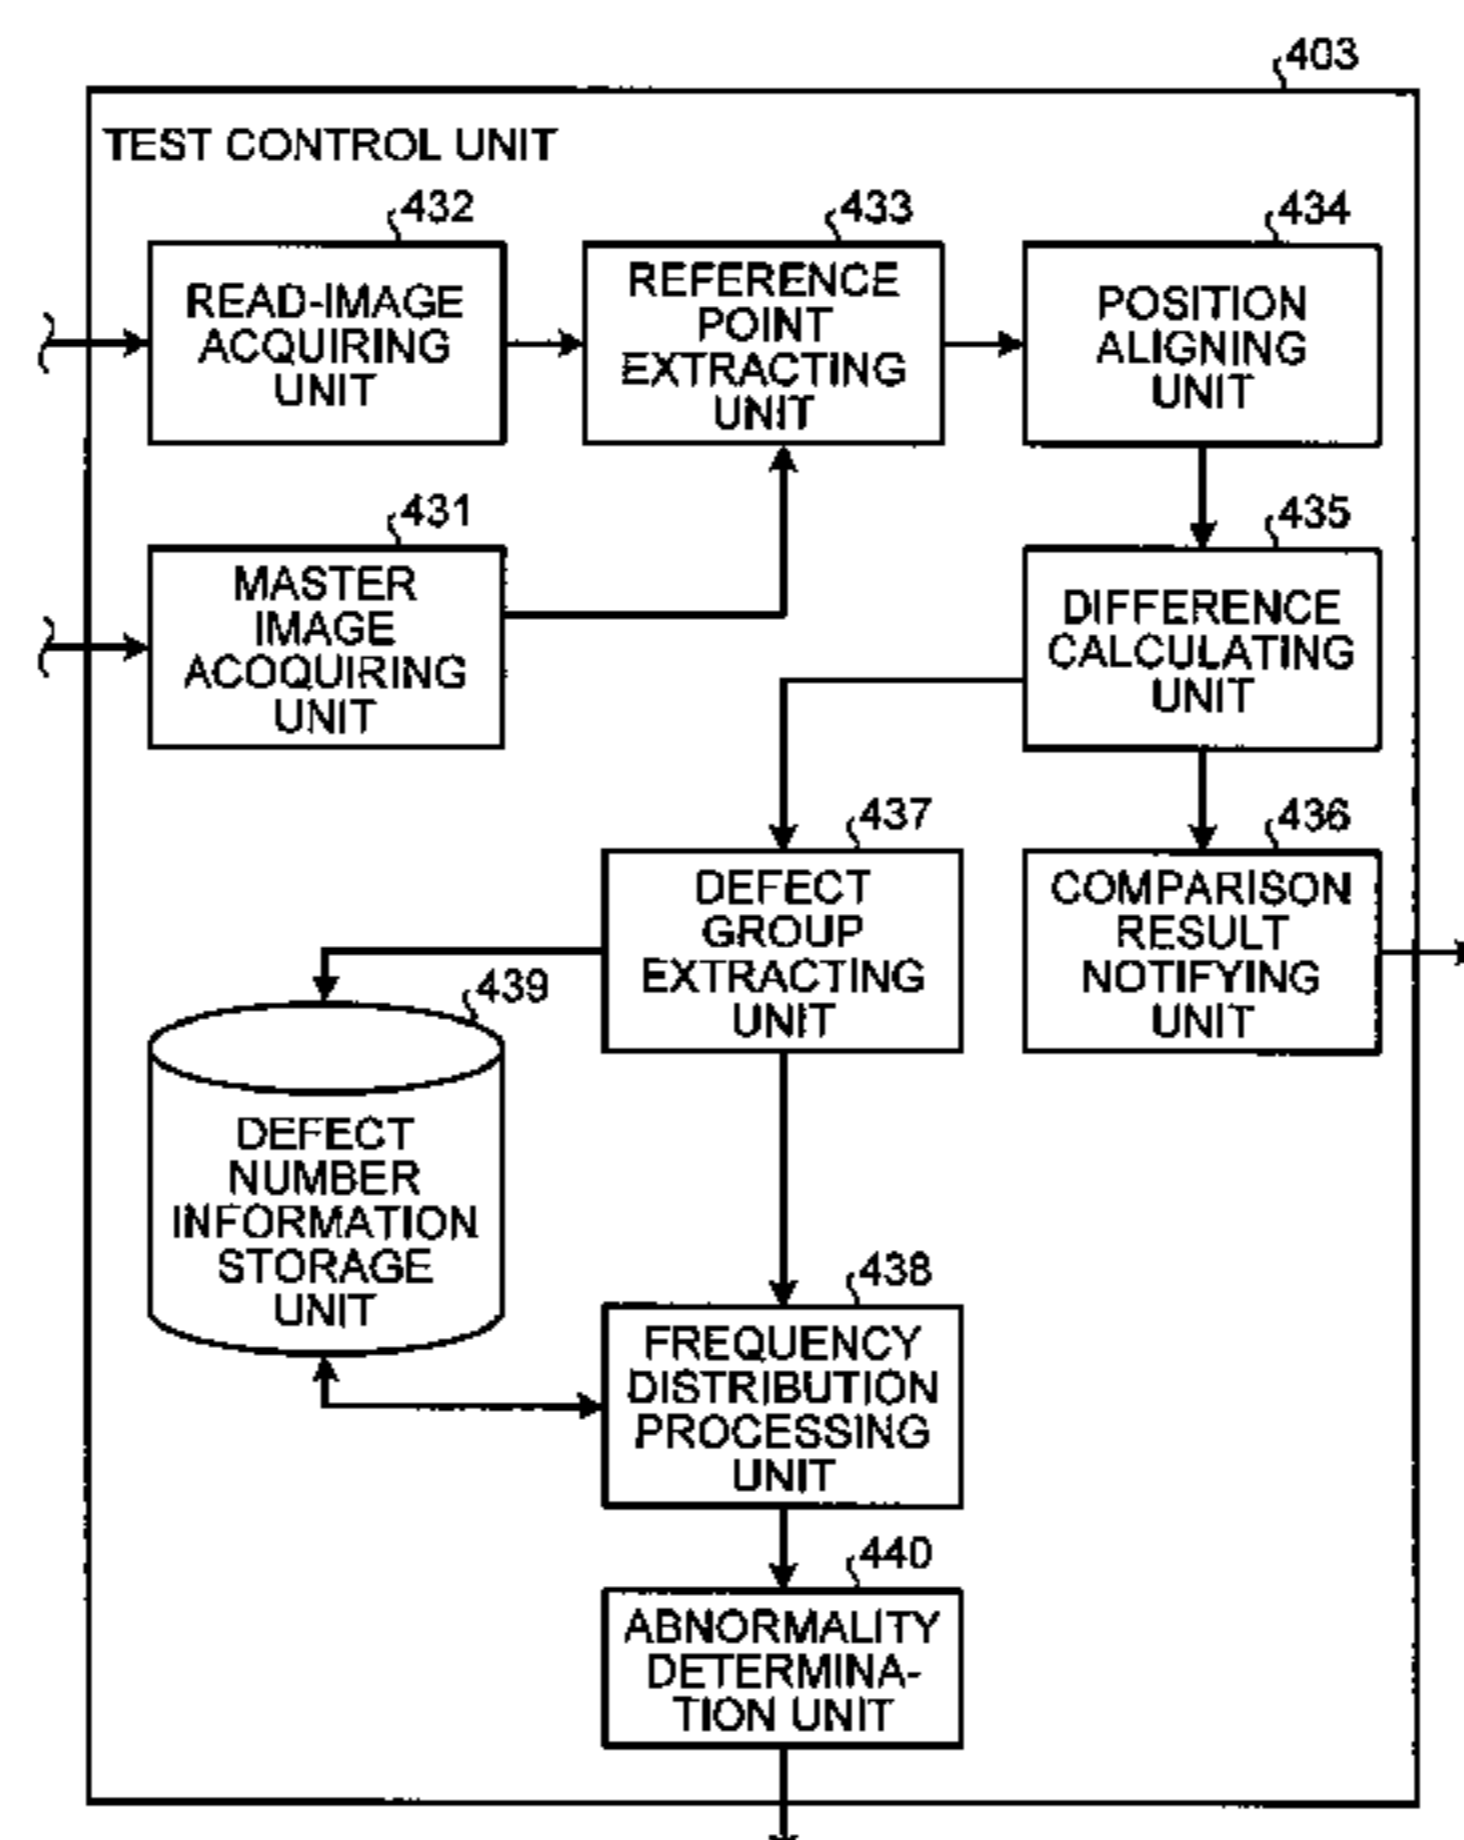 403
TEST CONTROL UNIT
432
READ-IMAGE
ACQUIRING
UNIT
433
REFERENCE
POINT
EXTRACTING
UNIT
434
POSITION
ALIGNING
UNIT
431
MASTER
IMAGE
ACOQUIRING
UNIT
435
DIFFERENCE
CALCULATING
UNIT
437
DEFECT
GROUP
EXTRACTING
UNIT
436
COMPARISON
RESULT
NOTIFYING
UNIT
439
DEFECT
NUMBER
INFORMATION
STORAGE
UNIT
438
FREQUENCY
DISTRIBUTION
PROCESSING
UNIT
440
ABNORMALITY
DETERMINA-
TION UNIT